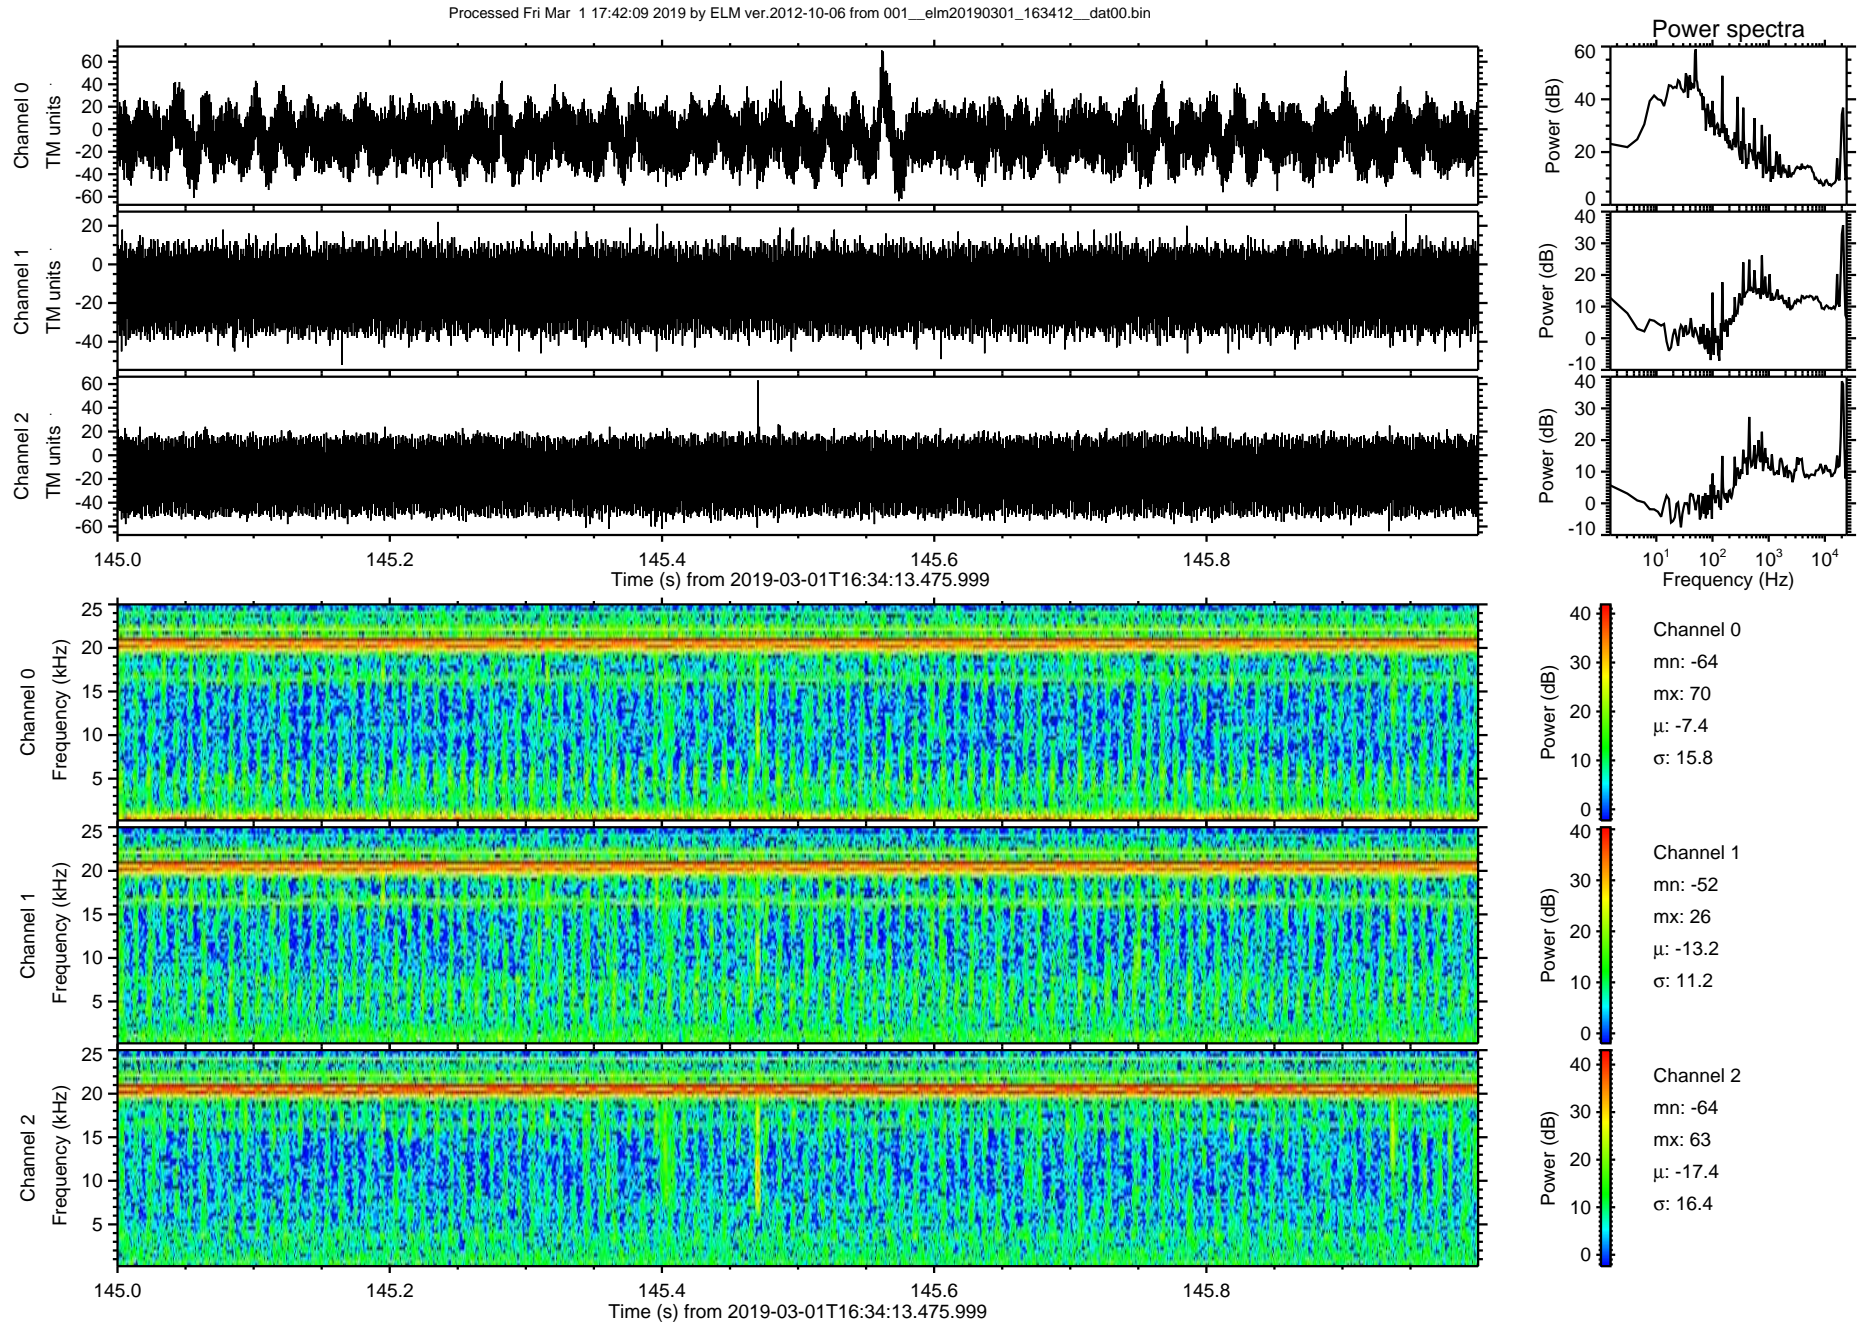 Processed Fri Mar  1 17:42:09 2019 by ELM ver.2012-10-06 from 001__elm20190301_163412__dat00.bin
Power spectra
Channel 0
TM units
60
40
20
0
-20
-40
-60
Power (dB)
60
40
20
0
Channel 1
TM units
20
0
-20
-40
Power (dB)
40
30
20
10
0
-10
Channel 2
TM units
60
40
20
0
-20
-40
-60
Power (dB)
40
30
20
10
0
-10
145.0
145.2
145.4
145.6
145.8
Time (s) from 2019-03-01T16:34:13.475.999
10^1
10^2
10^3
10^4
Frequency (Hz)
Channel 0
Frequency (kHz)
25
20
15
10
5
Power (dB)
40
30
20
10
0
Channel 0
mn: -64
mx: 70
μ: -7.4
σ: 15.8
Channel 1
Frequency (kHz)
25
20
15
10
5
Power (dB)
40
30
20
10
0
Channel 1
mn: -52
mx: 26
μ: -13.2
σ: 11.2
Channel 2
Frequency (kHz)
25
20
15
10
5
Power (dB)
40
30
20
10
0
Channel 2
mn: -64
mx: 63
μ: -17.4
σ: 16.4
145.0
145.2
145.4
145.6
145.8
Time (s) from 2019-03-01T16:34:13.475.999